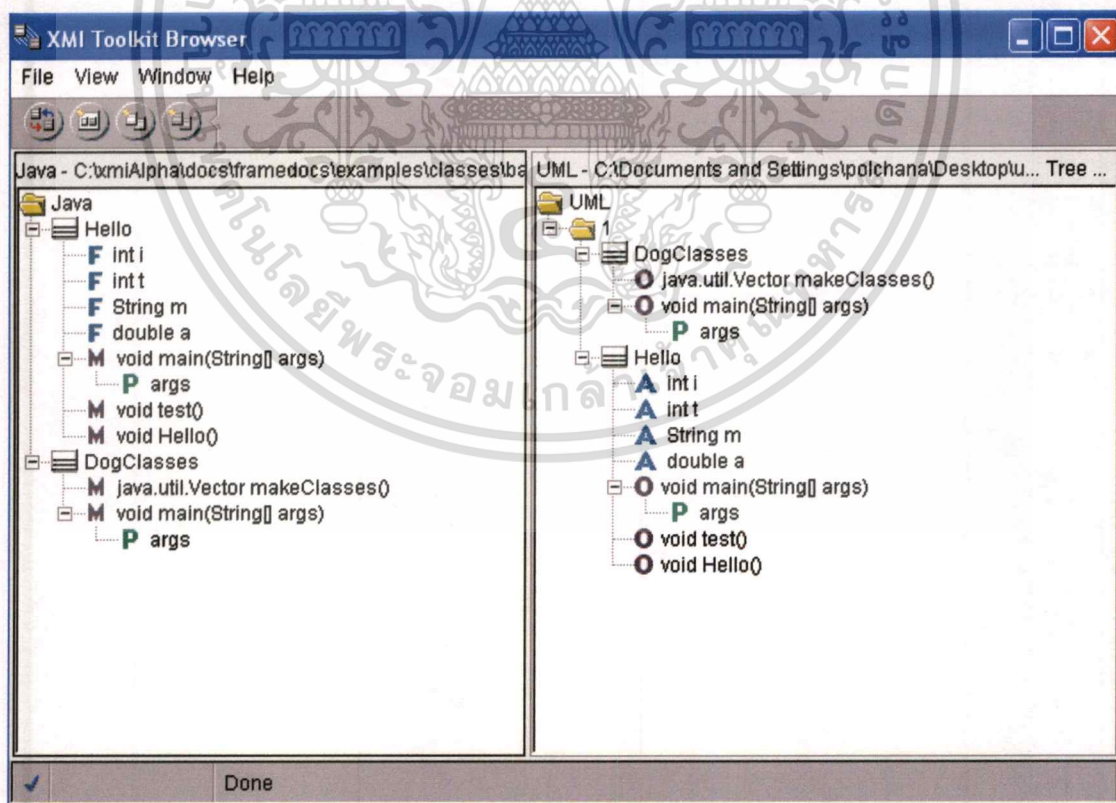 XMI Toolkit Browser
File View Window Help
Java - C:\xmiAlpha\docs\framedocs\examples\classes\ba
Java
Hello
F int i
F int t
F String m
F double a
M void main(String[] args)
P args
M void test()
M void Hello()
DogClasses
M java.util.Vector makeClasses()
M void main(String[] args)
P args
UML - C:\Documents and Settings\polchana\Desktop\u... Tree ...
UML
1
DogClasses
O java.util.Vector makeClasses()
O void main(String[] args)
P args
Hello
A int i
A int t
A String m
A double a
O void main(String[] args)
P args
O void test()
O void Hello()
Done